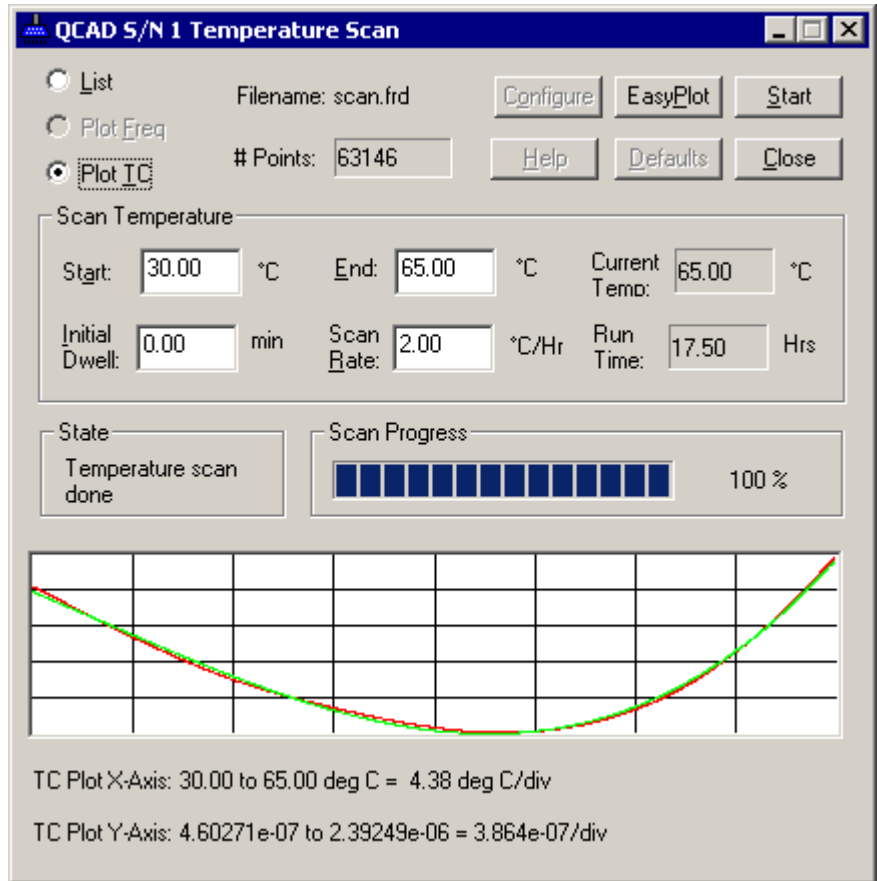 QCAD S/N 1 Temperature Scan
List
Plot Freq
Plot TC
Filename: scan.frd
# Points: 63146
Configure EasyPlot Start
Help Defaults Close
Scan Temperature
Start: 30.00 °C End: 65.00 °C Current Temp: 65.00 °C
Initial Dwell: 0.00 min Scan Rate: 2.00 °C/Hr Run Time: 17.50 Hrs
State
Temperature scan
done
Scan Progress
100 %
TC Plot X-Axis: 30.00 to 65.00 deg C = 4.38 deg C/div
TC Plot Y-Axis: 4.60271e-07 to 2.39249e-06 = 3.864e-07/div